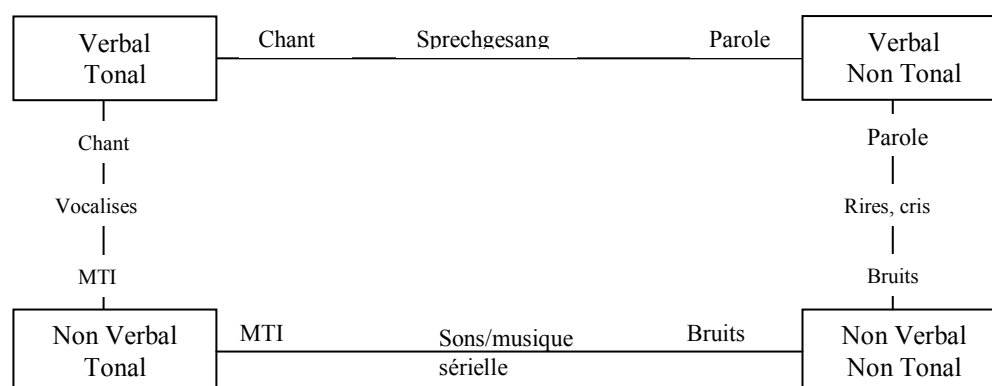 Verbal
Tonal
Chant Sprechgesang Parole
Verbal
Non Tonal
Chant
Parole
Vocalises
Rires, cris
MTI
Bruits
Non Verbal
Tonal
MTI Sons/musique Bruits
sérielle
Non Verbal
Non Tonal